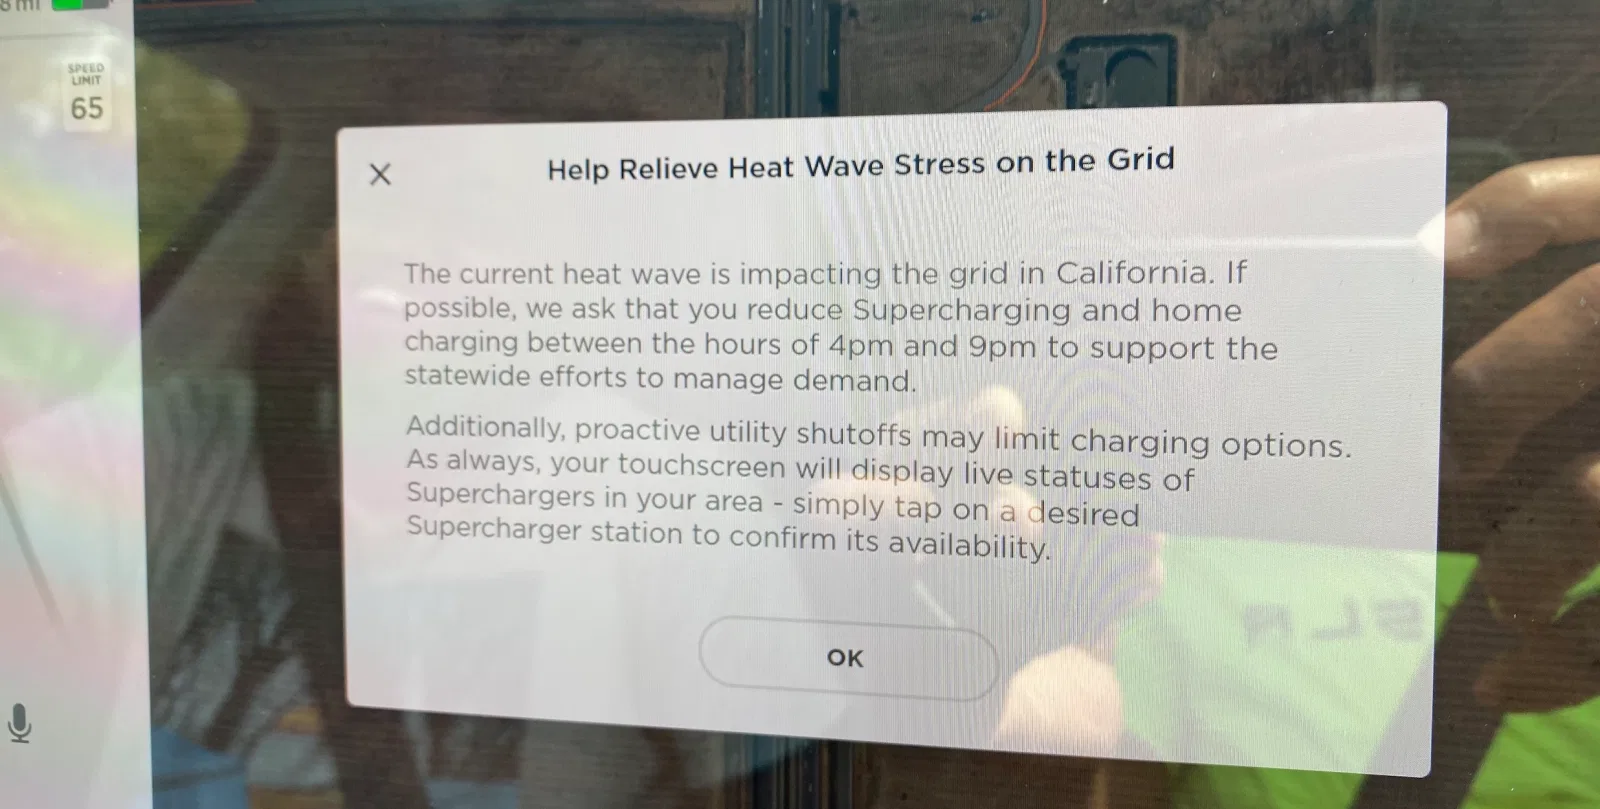 8 mi
SPEED
LIMIT
65
Help Relieve Heat Wave Stress on the Grid
The current heat wave is impacting the grid in California. If
possible, we ask that you reduce Supercharging and home
charging between the hours of 4pm and 9pm to support the
statewide efforts to manage demand.
Additionally, proactive utility shutoffs may limit charging options.
As always, your touchscreen will display live statuses of
Superchargers in your area - simply tap on a desired
Supercharger station to confirm its availability.
OK